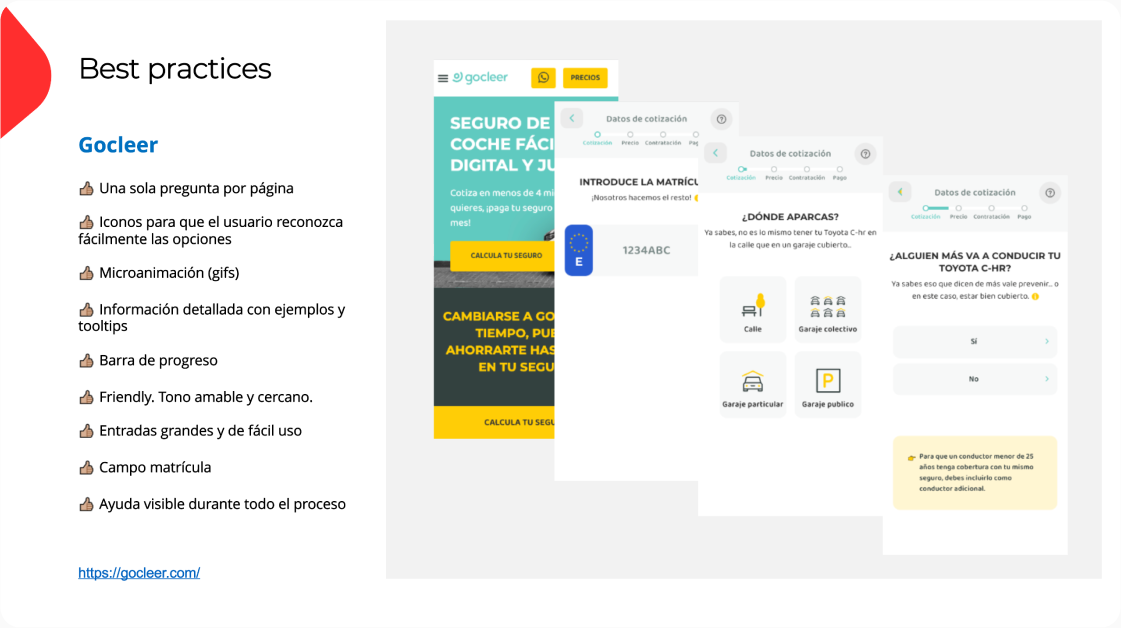 Best practices
Gocleer
Una sola pregunta por página
Iconos para que el usuario reconozca
fácilmente las opciones
Microanimación (gifs)
Información detallada con ejemplos y
tooltips
Barra de progreso
Friendly. Tono amable y cercano.
Entradas grandes y de fácil uso
Campo matrícula
Ayuda visible durante todo el proceso
https://gocleer.com/
gocleer
PRECIOS
SEGURO DE
COCHE FÁCI
DIGITAL Y JU
Cotiza en menos de 4 mi
quieres, ¡paga tu seguro
mes!
CALCULA TU SEGURO
CAMBIARSE A GO
TIEMPO, PUE
AHORRARTE HAS
EN TU SEGU
CALCULA TU SEGU
Datos de cotización
Cotización Precio Contratación Pag
INTRODUCE LA MATRÍCU
¡Nosotros hacemos el resto!
E
1234ABC
Datos de cotización
Cotización Precio Contratación Pago
¿DÓNDE APARCAS?
Ya sabes, no es lo mismo tener tu Toyota C-hr en
la calle que en un garaje cubierto...
Calle
Garaje colectivo
Garaje particular
P
Garaje publico
Datos de cotización
Cotización Precio Contratación Pago
¿ALGUIEN MÁS VA A CONDUCIR TU
TOYOTA C-HR?
Ya sabes eso que dicen de más vale prevenir... o
en este caso, estar bien cubierto.
Sí
No
Para que un conductor menor de 25
años tenga cobertura con tu mismo
seguro, debes incluirlo como
conductor adicional.